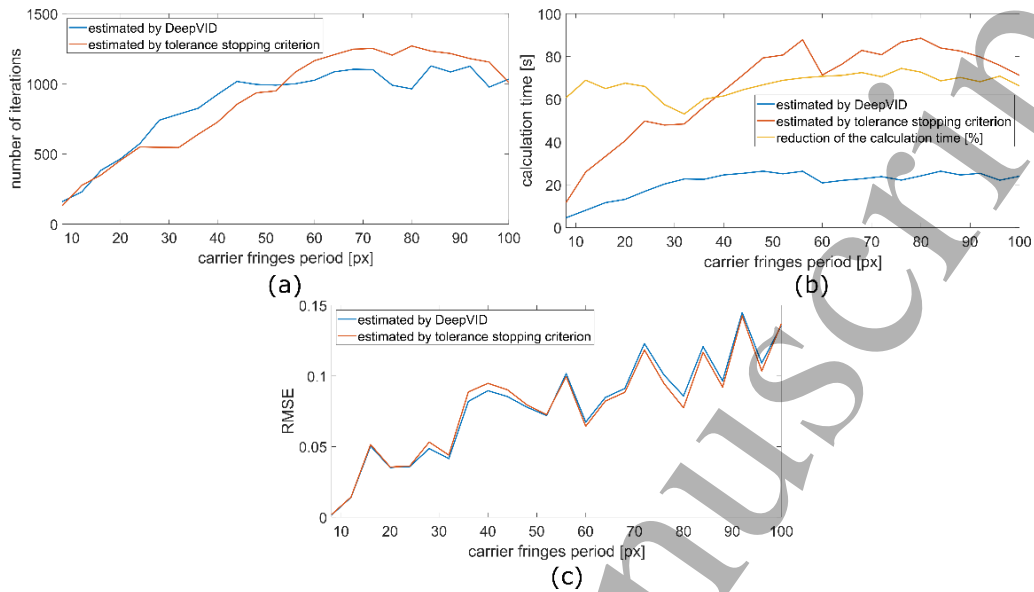 1500
1000
500
0
number of iterations
estimated by DeepVID
estimated by tolerance stopping criterion
10 20 30 40 50 60 70 80 90 100
carrier fringes period [px]
(a)
100
80
60
40
20
0
calculation time [s]
estimated by DeepVID
estimated by tolerance stopping criterion
reduction of the calculation time [%]
10 20 30 40 50 60 70 80 90 100
carrier fringes period [px]
(b)
0.15
0.1
0.05
0
RMSE
estimated by DeepVID
estimated by tolerance stopping criterion
10 20 30 40 50 60 70 80 90 100
carrier fringes period [px]
(c)
nuscrip